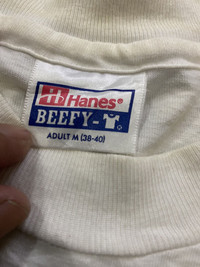 Hanes®
BEEFY-
ADULT M (38-40)